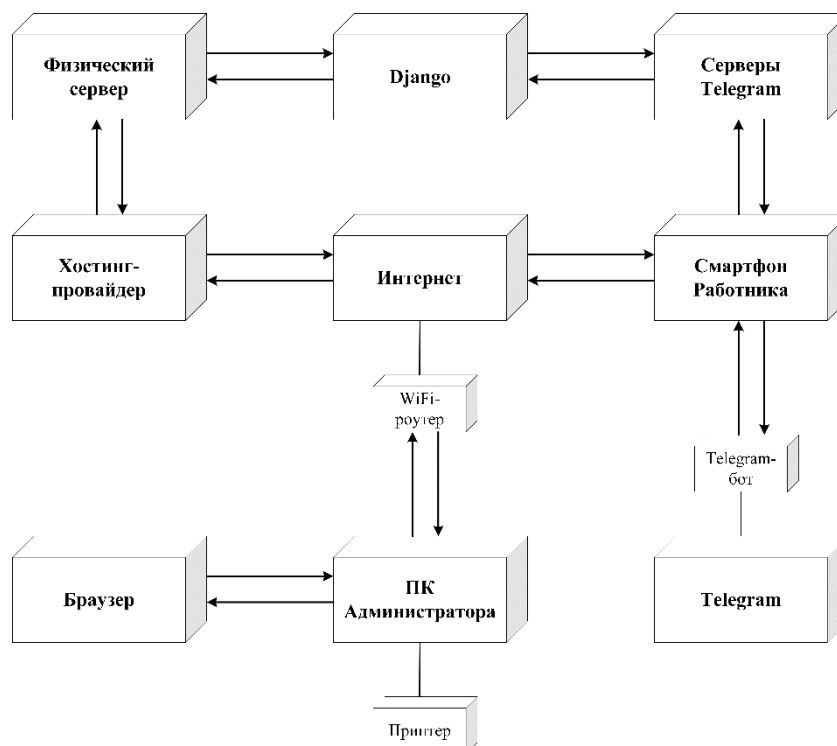 Физический
сервер
Django
Серверы
Telegram
Хостинг-
провайдер
Интернет
Смартфон
Работника
WiFi-
роутер
Telegram-
бот
Браузер
ПК
Администратора
Telegram
Принтер